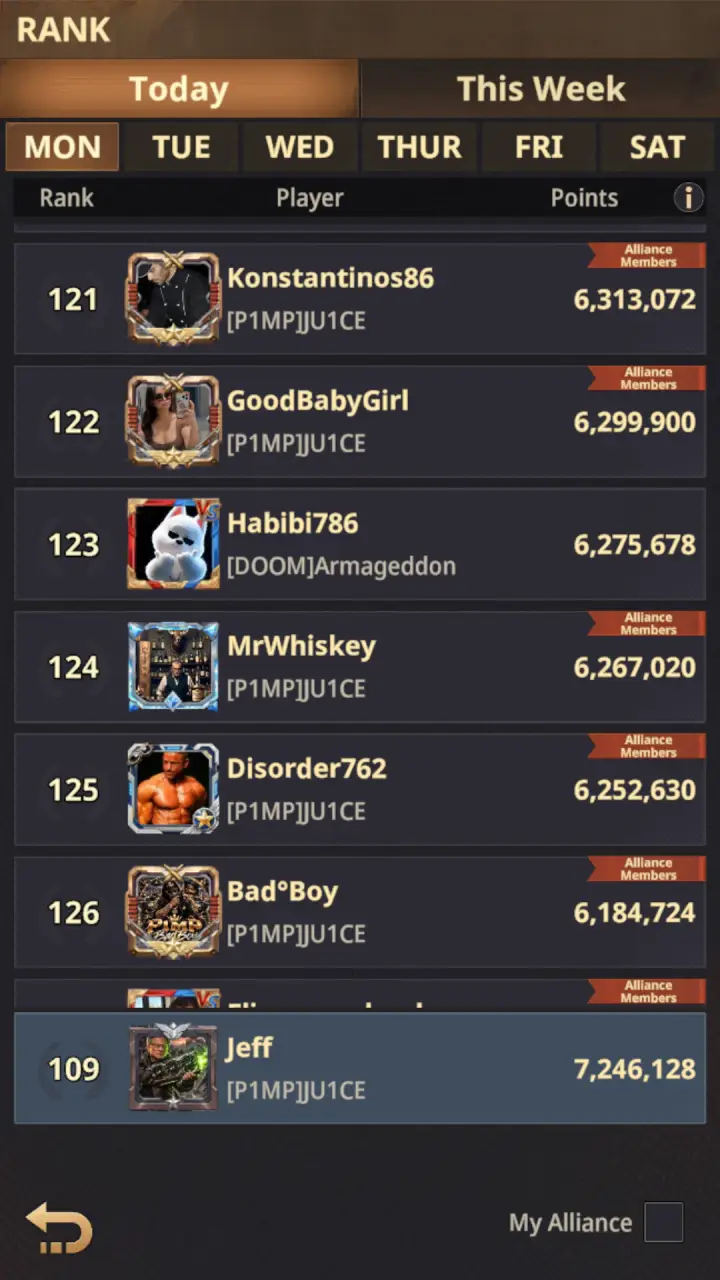 RANK
Today This Week
MON TUE WED THUR FRI SAT
Rank Player Points i
Alliance
Members
121 Konstantinos86 6,313,072
[P1MP]JU1CE
Alliance
Members
122 GoodBabyGirl 6,299,900
[P1MP]JU1CE
VS
123 Habibi786 6,275,678
[DOOM]Armageddon
Alliance
Members
124 MrWhiskey 6,267,020
[P1MP]JU1CE
Alliance
Members
125 Disorder762 6,252,630
[P1MP]JU1CE
Alliance
Members
126 Bad°Boy 6,184,724
PIMP
[P1MP]JU1CE
Alliance
Members
VS
109 Jeff 7,246,128
[P1MP]JU1CE
My Alliance